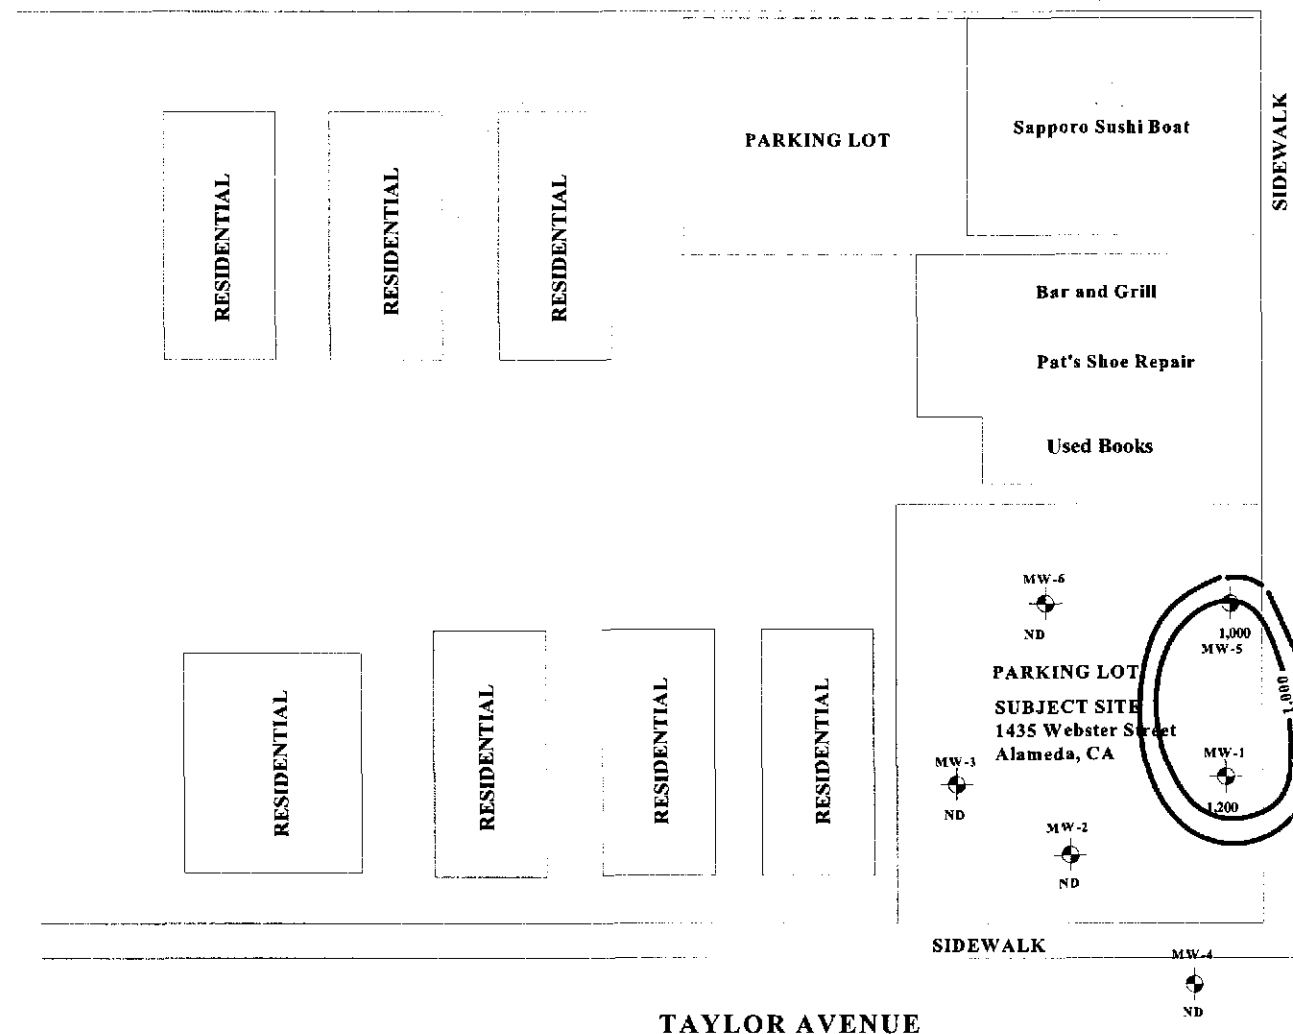 PARKING LOT
Sapporo Sushi Boat
SIDEWALK
RESIDENTIAL
RESIDENTIAL
RESIDENTIAL
Bar and Grill
Pat's Shoe Repair
Used Books
MW-6
ND
1,000
MW-5
PARKING LOT
SUBJECT SITE
1435 Webster Street
Alameda, CA
1,000
MW-1
1,200
MW-3
ND
MW-2
ND
RESIDENTIAL
RESIDENTIAL
RESIDENTIAL
RESIDENTIAL
SIDEWALK
MW-4
ND
TAYLOR AVENUE